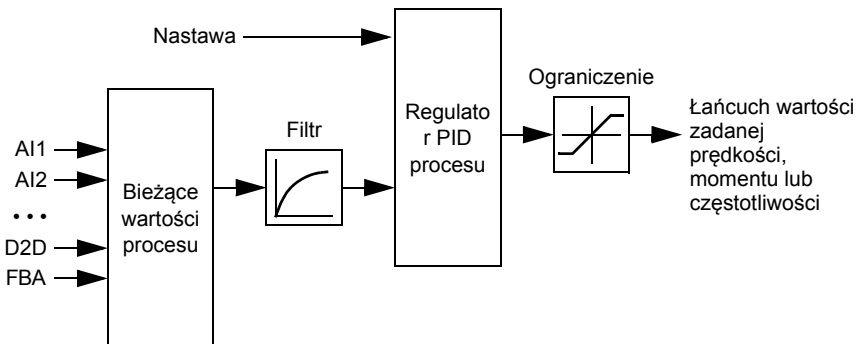 Nastawa
Ograniczenie
Regulato
r PID
procesu
Łańcuch wartości
zadanej
prędkości,
momentu lub
częstotliwości
Filtr
AI1
AI2
• • •
D2D
FBA
Bieżące
wartości
procesu